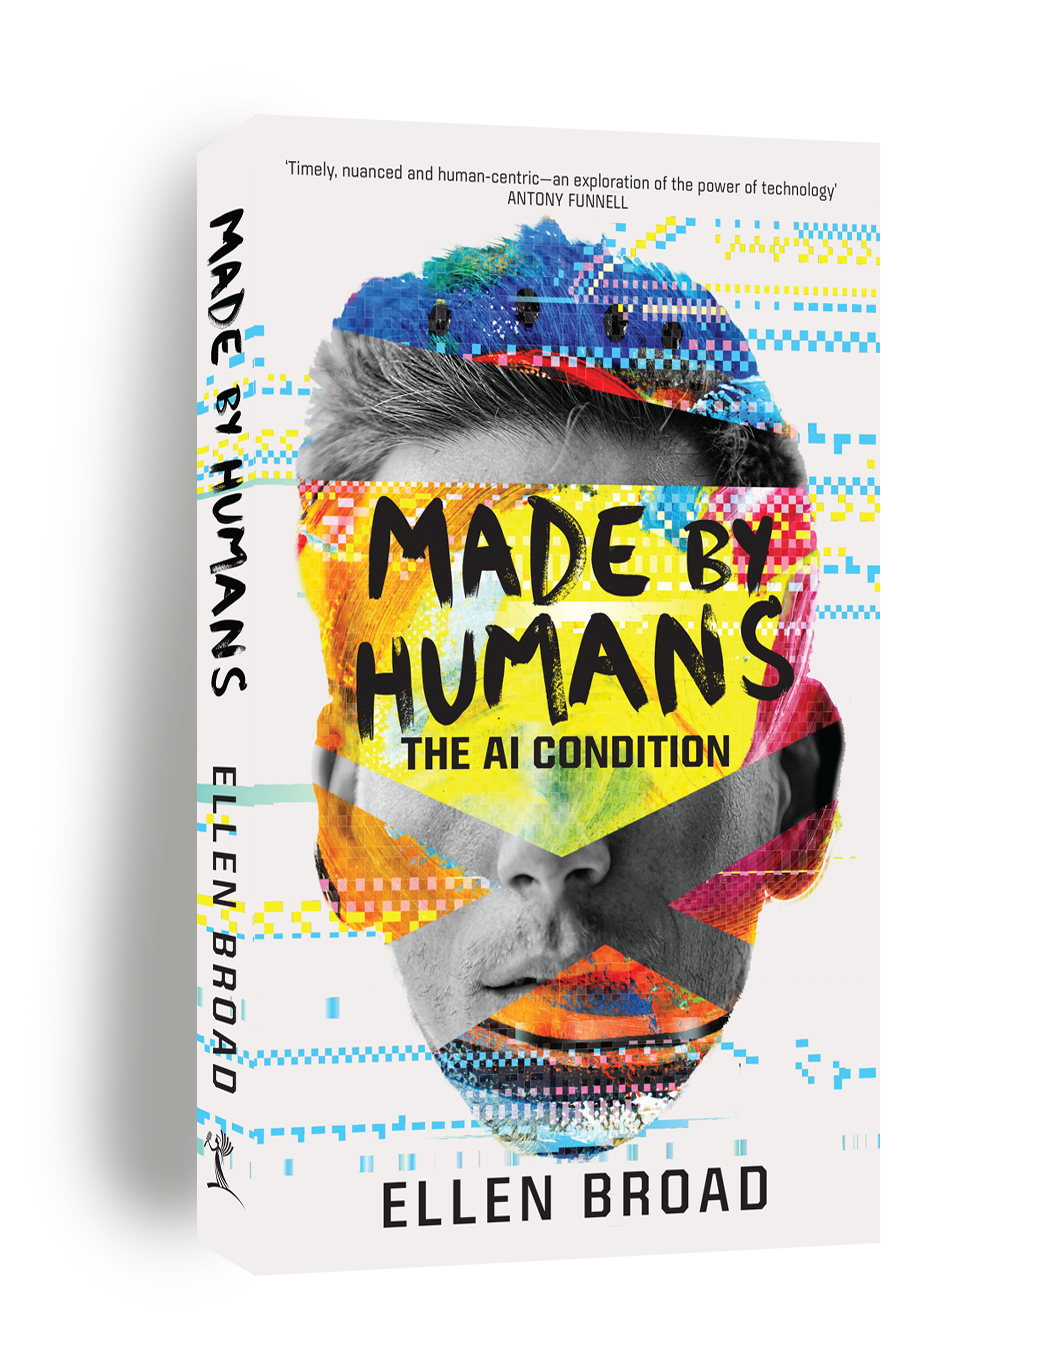 'Timely, nuanced and human-centric—an exploration of the power of technology'
ANTONY FUNNELL
MADE BY
HUMANS
THE AI CONDITION
ELLEN BROAD
MADE BY HUMANS
ELLEN BROAD